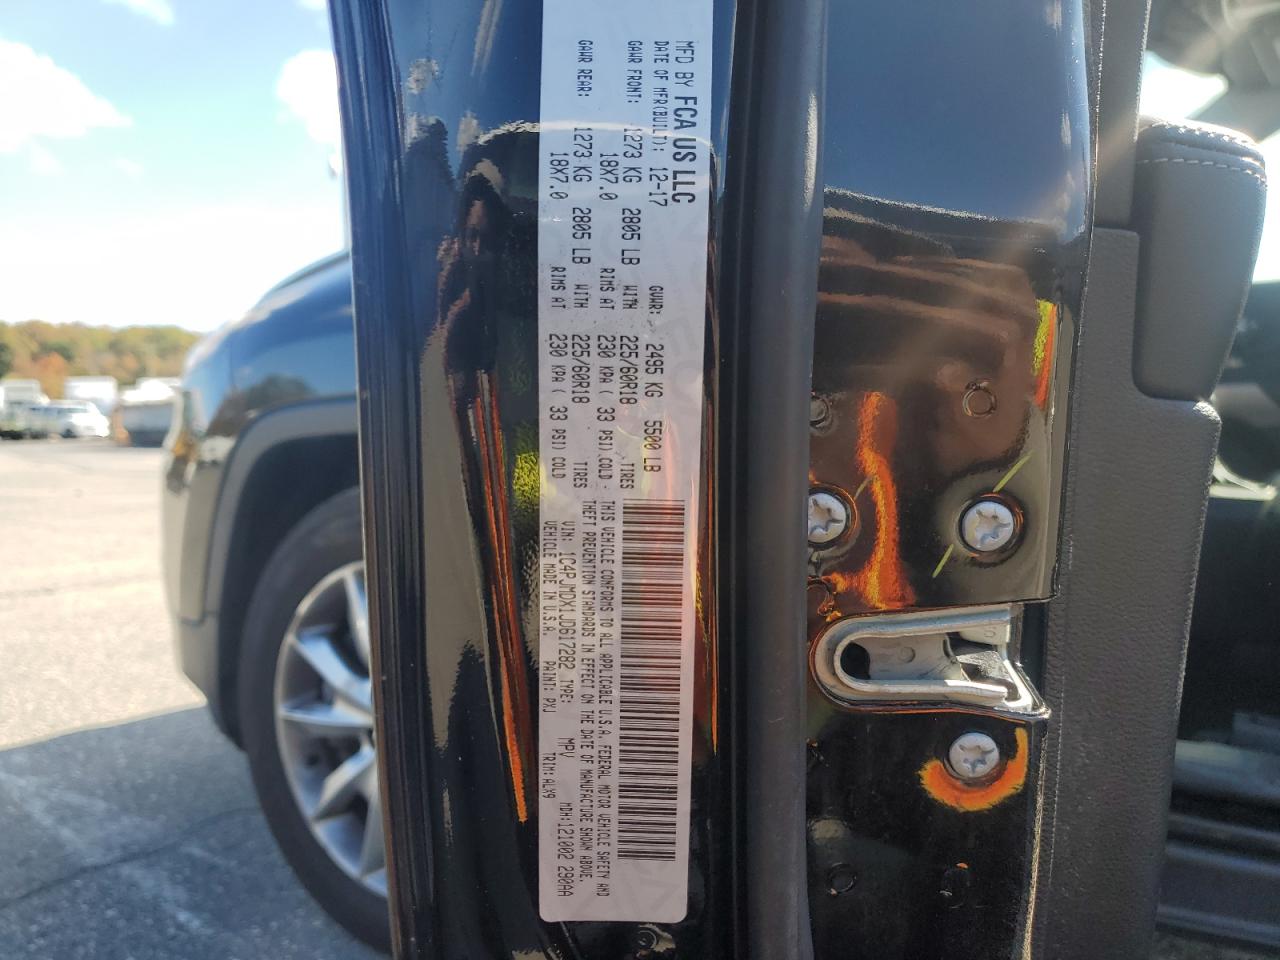 MFD BY FCA US LLC
DATE OF MFR(BUILT): 12-17 GVWR: 2495 KG 5500 LB
GAWR FRONT: 1273 KG 2805 LB WITH 225/60R18 TIRES
18X7.0 RIMS AT 230 KPA ( 33 PSI) COLD
GAWR REAR: 1273 KG 2805 LB WITH 225/60R18 TIRES
18X7.0 RIMS AT 230 KPA ( 33 PSI) COLD
THIS VEHICLE CONFORMS TO ALL APPLICABLE U.S.A. FEDERAL MOTOR VEHICLE SAFETY AND
THEFT PREVENTION STANDARDS IN EFFECT ON THE DATE OF MANUFACTURE SHOWN ABOVE.
VIN: 1C4PJMDX1JD617282 TYPE: MPV MDH:121002 290AA
VEHICLE MADE IN U.S.A. PAINT: PXJ TRIM:ALX9